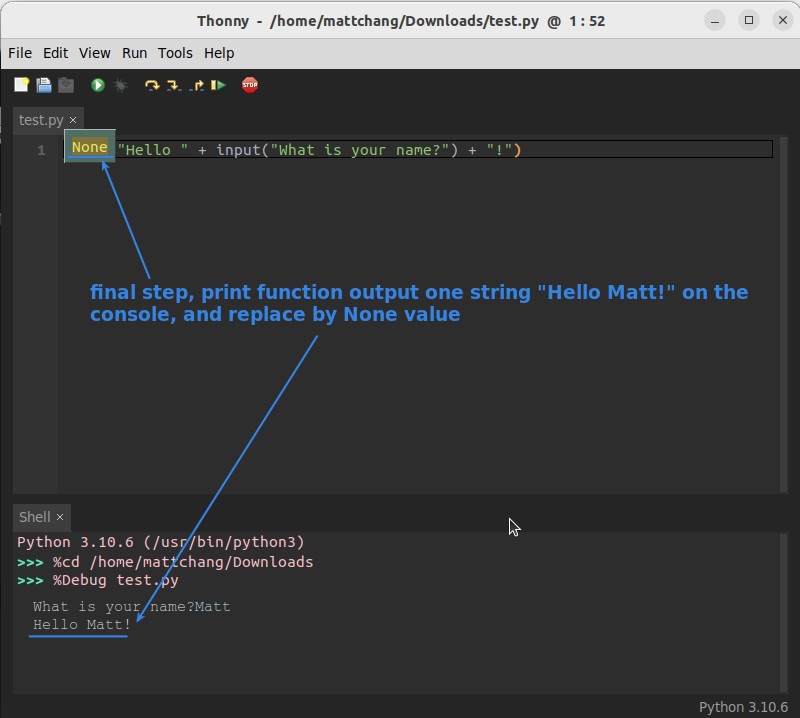 Thonny - /home/mattchang/Downloads/test.py @ 1 : 52
File Edit View Run Tools Help
STOP
test.py ×
1 None "Hello " + input("What is your name?") + "!")
final step, print function output one string "Hello Matt!" on the
console, and replace by None value
Shell ×
Python 3.10.6 (/usr/bin/python3)
>>> %cd /home/mattchang/Downloads
>>> %Debug test.py
What is your name?Matt
Hello Matt!
Python 3.10.6